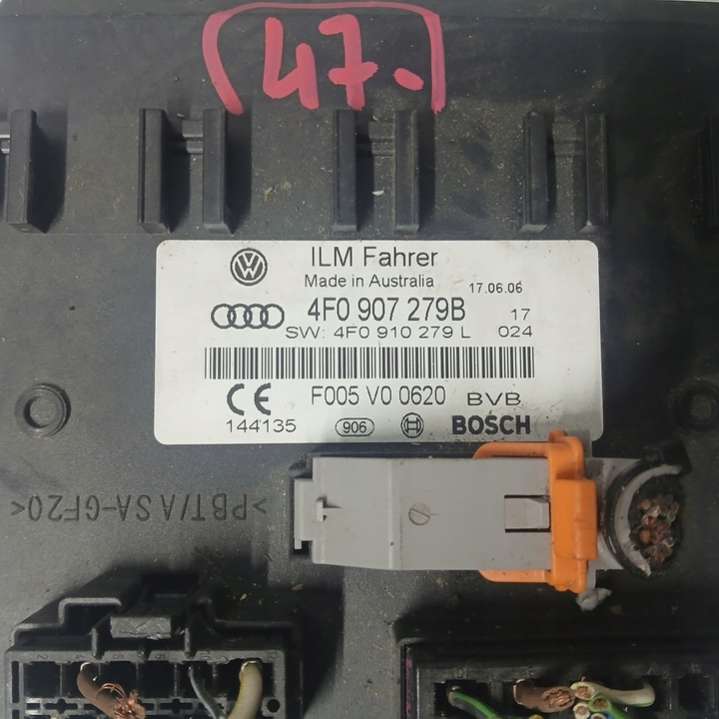 47.
ILM Fahrer
Made in Australia
17.06.06
4F0 907 279B 17
SW: 4F0 910 279 L 024
F005 V0 0620 BVB
144135 906 BOSCH
>PBT/ASA-GF20<